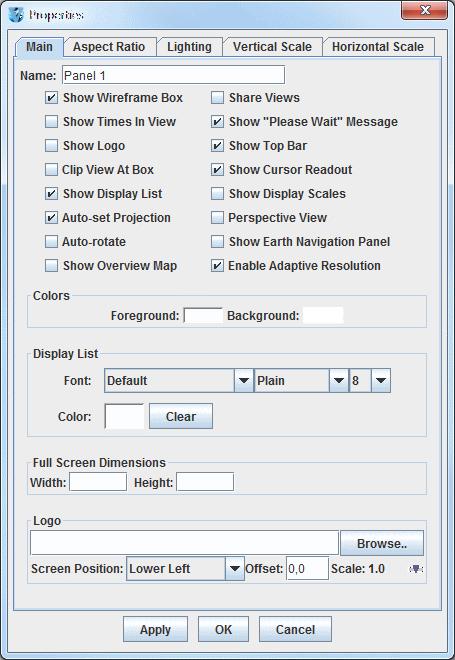 Properties
Main Aspect Ratio Lighting Vertical Scale Horizontal Scale
Name: Panel 1
Show Wireframe Box Share Views
Show Times In View Show "Please Wait" Message
Show Logo Show Top Bar
Clip View At Box Show Cursor Readout
Show Display List Show Display Scales
Auto-set Projection Perspective View
Auto-rotate Show Earth Navigation Panel
Show Overview Map Enable Adaptive Resolution
Colors
Foreground: Background:
Display List
Font: Default Plain 8
Color: Clear
Full Screen Dimensions
Width: Height:
Logo
Browse..
Screen Position: Lower Left Offset: 0,0 Scale: 1.0
Apply OK Cancel